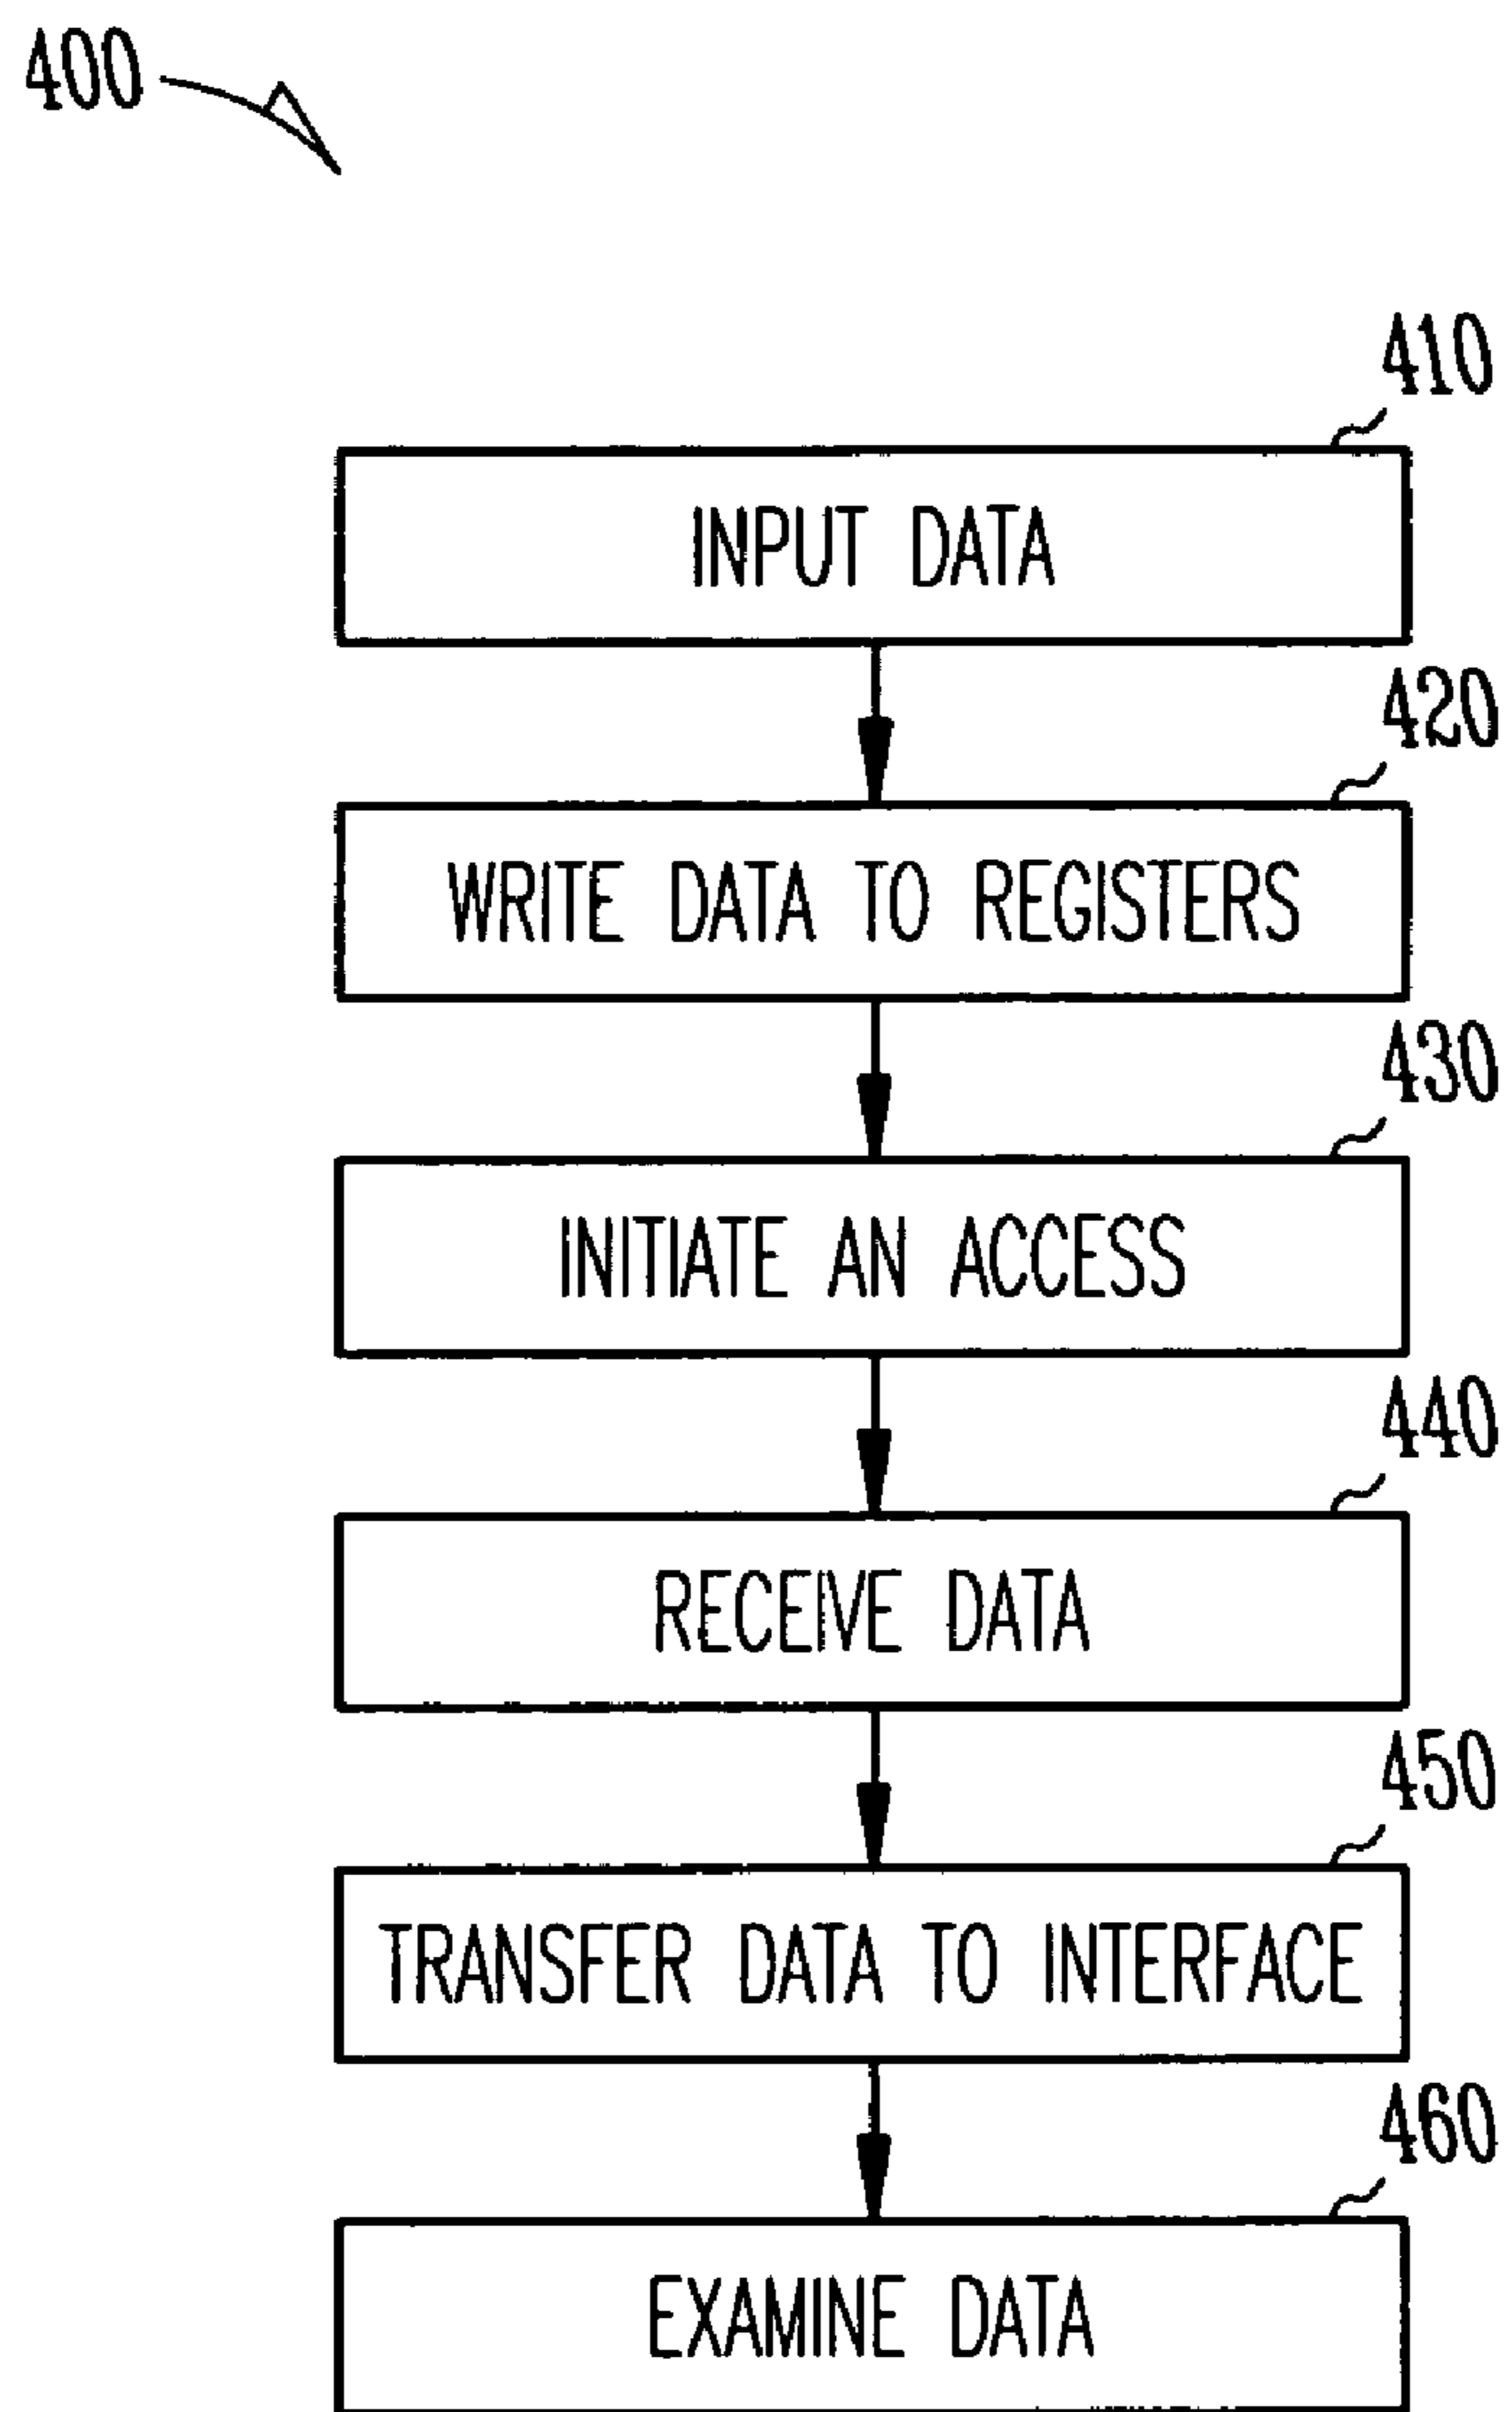 400
410
INPUT DATA
420
WRITE DATA TO REGISTERS
430
INITIATE AN ACCESS
440
RECEIVE DATA
450
TRANSFER DATA TO INTERFACE
460
EXAMINE DATA